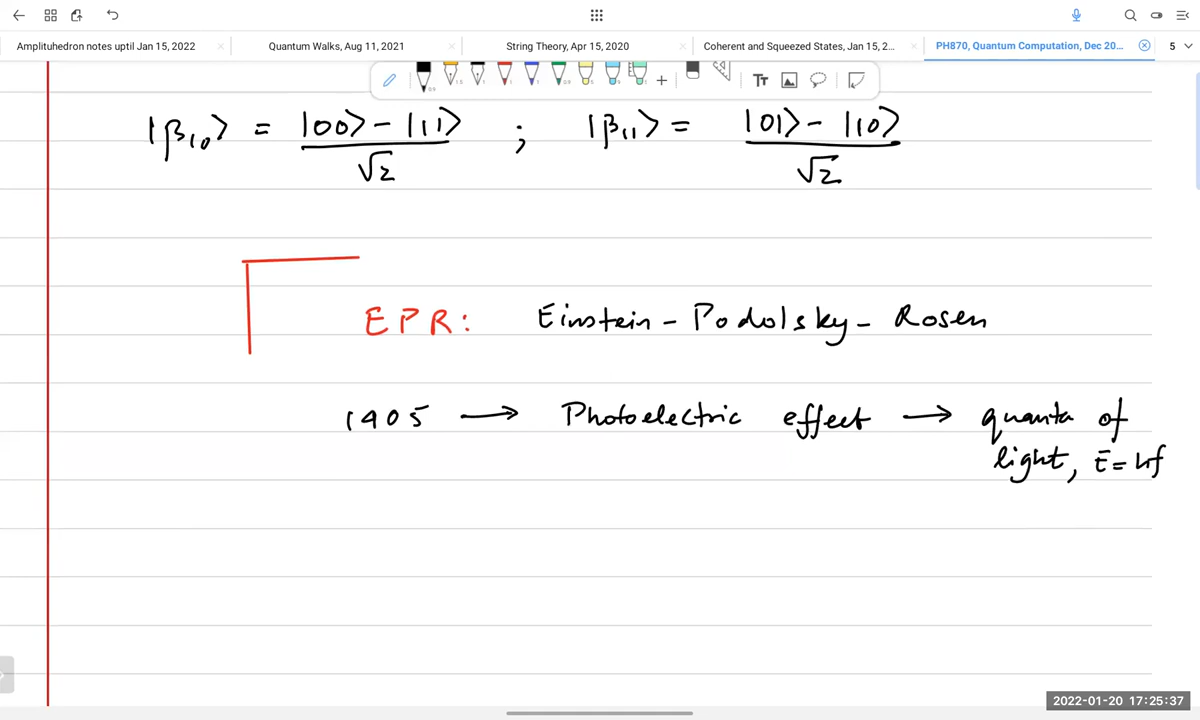 Amplituhedron notes uptil Jan 15, 2022 × Quantum Walks, Aug 11, 2021 × String Theory, Apr 15, 2020 × Coherent and Squeezed States, Jan 15, 2... × PH870, Quantum Computation, Dec 20... 5
|β₁₀⟩ = (|00⟩ - |11⟩)/√2 ; |β₁₁⟩ = (|01⟩ - |10⟩)/√2
EPR: Einstein - Podolsky - Rosen
1905 → Photoelectric effect → quanta of
light, E = hf
2022-01-20 17:25:37